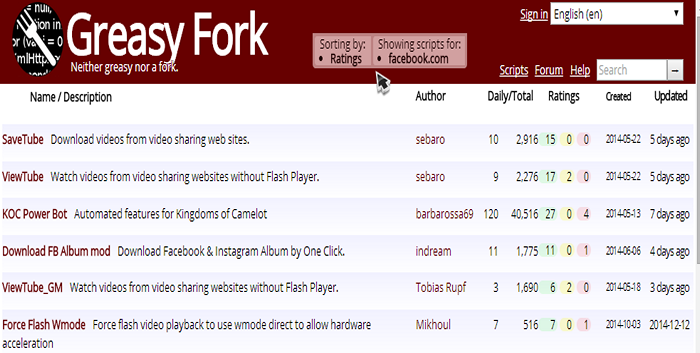 = null,
tion in
or (var i = 0
mlHttp
Greasy Fork
Neither greasy nor a fork.
Sign in English (en)
Sorting by: Showing scripts for:
• Ratings • facebook.com
Scripts Forum Help Search →
Name / Description Author Daily/Total Ratings Created Updated
SaveTube Download videos from video sharing web sites. sebaro 10 2,916 15 0 0 2014-05-22 5 days ago
ViewTube Watch videos from video sharing websites without Flash Player. sebaro 9 2,276 17 2 0 2014-05-22 5 days ago
KOC Power Bot Automated features for Kingdoms of Camelot barbarossa69 120 40,516 27 0 4 2014-05-13 7 days ago
Download FB Album mod Download Facebook & Instagram Album by One Click. indream 11 1,775 11 0 1 2014-06-06 4 days ago
ViewTube_GM Watch videos from video sharing websites without Flash Player. Tobias Rupf 3 1,690 6 2 0 2014-05-18 3 days ago
Force Flash Wmode Force flash video playback to use wmode direct to allow hardware Mikhoul 7 516 7 0 1 2014-10-03 2014-12-12
acceleration